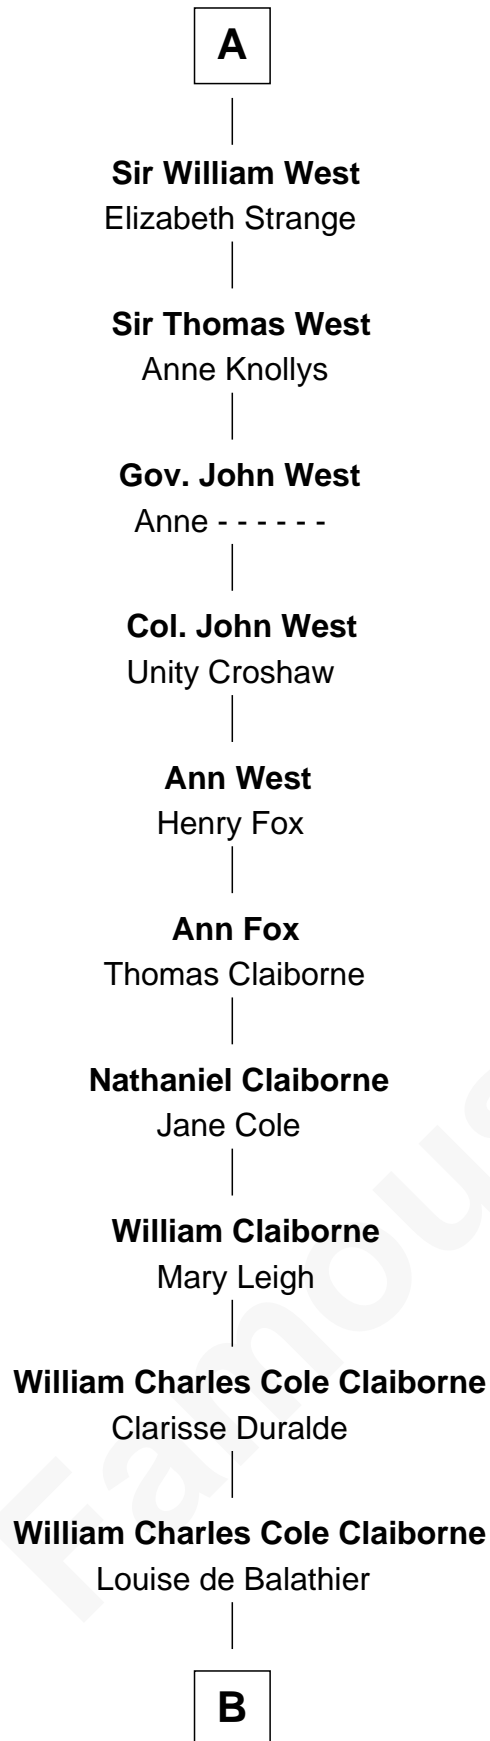 A
Sir William West
Elizabeth Strange
Sir Thomas West
Anne Knollys
Gov. John West
Anne - - - - - -
Col. John West
Unity Croshaw
Ann West
Henry Fox
Ann Fox
Thomas Claiborne
Nathaniel Claiborne
Jane Cole
William Claiborne
Mary Leigh
William Charles Cole Claiborne
Clarisse Duralde
William Charles Cole Claiborne
Louise de Balathier
B
Famous